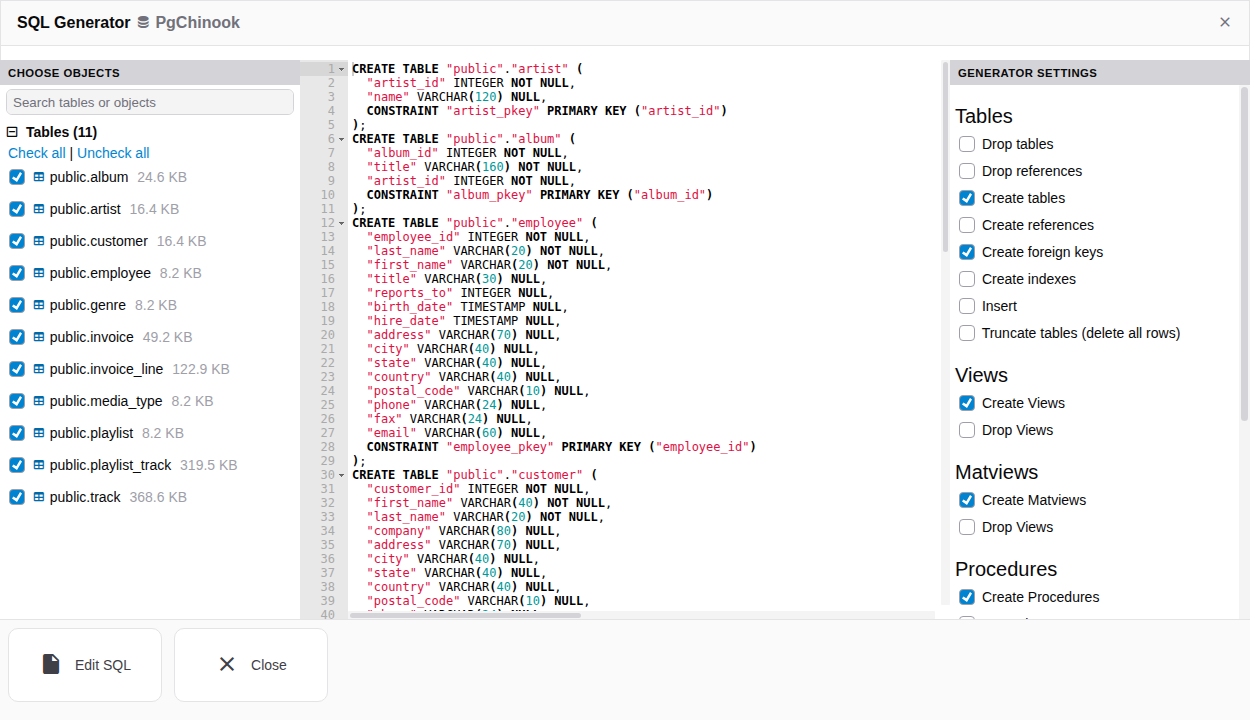 SQL Generator PgChinook
CHOOSE OBJECTS
Search tables or objects
Tables (11)
Check all | Uncheck all
public.album 24.6 KB
public.artist 16.4 KB
public.customer 16.4 KB
public.employee 8.2 KB
public.genre 8.2 KB
public.invoice 49.2 KB
public.invoice_line 122.9 KB
public.media_type 8.2 KB
public.playlist 8.2 KB
public.playlist_track 319.5 KB
public.track 368.6 KB
1 CREATE TABLE "public"."artist" (
2 "artist_id" INTEGER NOT NULL,
3 "name" VARCHAR(120) NULL,
4 CONSTRAINT "artist_pkey" PRIMARY KEY ("artist_id")
5 );
6 CREATE TABLE "public"."album" (
7 "album_id" INTEGER NOT NULL,
8 "title" VARCHAR(160) NOT NULL,
9 "artist_id" INTEGER NOT NULL,
10 CONSTRAINT "album_pkey" PRIMARY KEY ("album_id")
11 );
12 CREATE TABLE "public"."employee" (
13 "employee_id" INTEGER NOT NULL,
14 "last_name" VARCHAR(20) NOT NULL,
15 "first_name" VARCHAR(20) NOT NULL,
16 "title" VARCHAR(30) NULL,
17 "reports_to" INTEGER NULL,
18 "birth_date" TIMESTAMP NULL,
19 "hire_date" TIMESTAMP NULL,
20 "address" VARCHAR(70) NULL,
21 "city" VARCHAR(40) NULL,
22 "state" VARCHAR(40) NULL,
23 "country" VARCHAR(40) NULL,
24 "postal_code" VARCHAR(10) NULL,
25 "phone" VARCHAR(24) NULL,
26 "fax" VARCHAR(24) NULL,
27 "email" VARCHAR(60) NULL,
28 CONSTRAINT "employee_pkey" PRIMARY KEY ("employee_id")
29 );
30 CREATE TABLE "public"."customer" (
31 "customer_id" INTEGER NOT NULL,
32 "first_name" VARCHAR(40) NOT NULL,
33 "last_name" VARCHAR(20) NOT NULL,
34 "company" VARCHAR(80) NULL,
35 "address" VARCHAR(70) NULL,
36 "city" VARCHAR(40) NULL,
37 "state" VARCHAR(40) NULL,
38 "country" VARCHAR(40) NULL,
39 "postal_code" VARCHAR(10) NULL,
40
GENERATOR SETTINGS
Tables
Drop tables
Drop references
Create tables
Create references
Create foreign keys
Create indexes
Insert
Truncate tables (delete all rows)
Views
Create Views
Drop Views
Matviews
Create Matviews
Drop Views
Procedures
Create Procedures
Edit SQL
Close